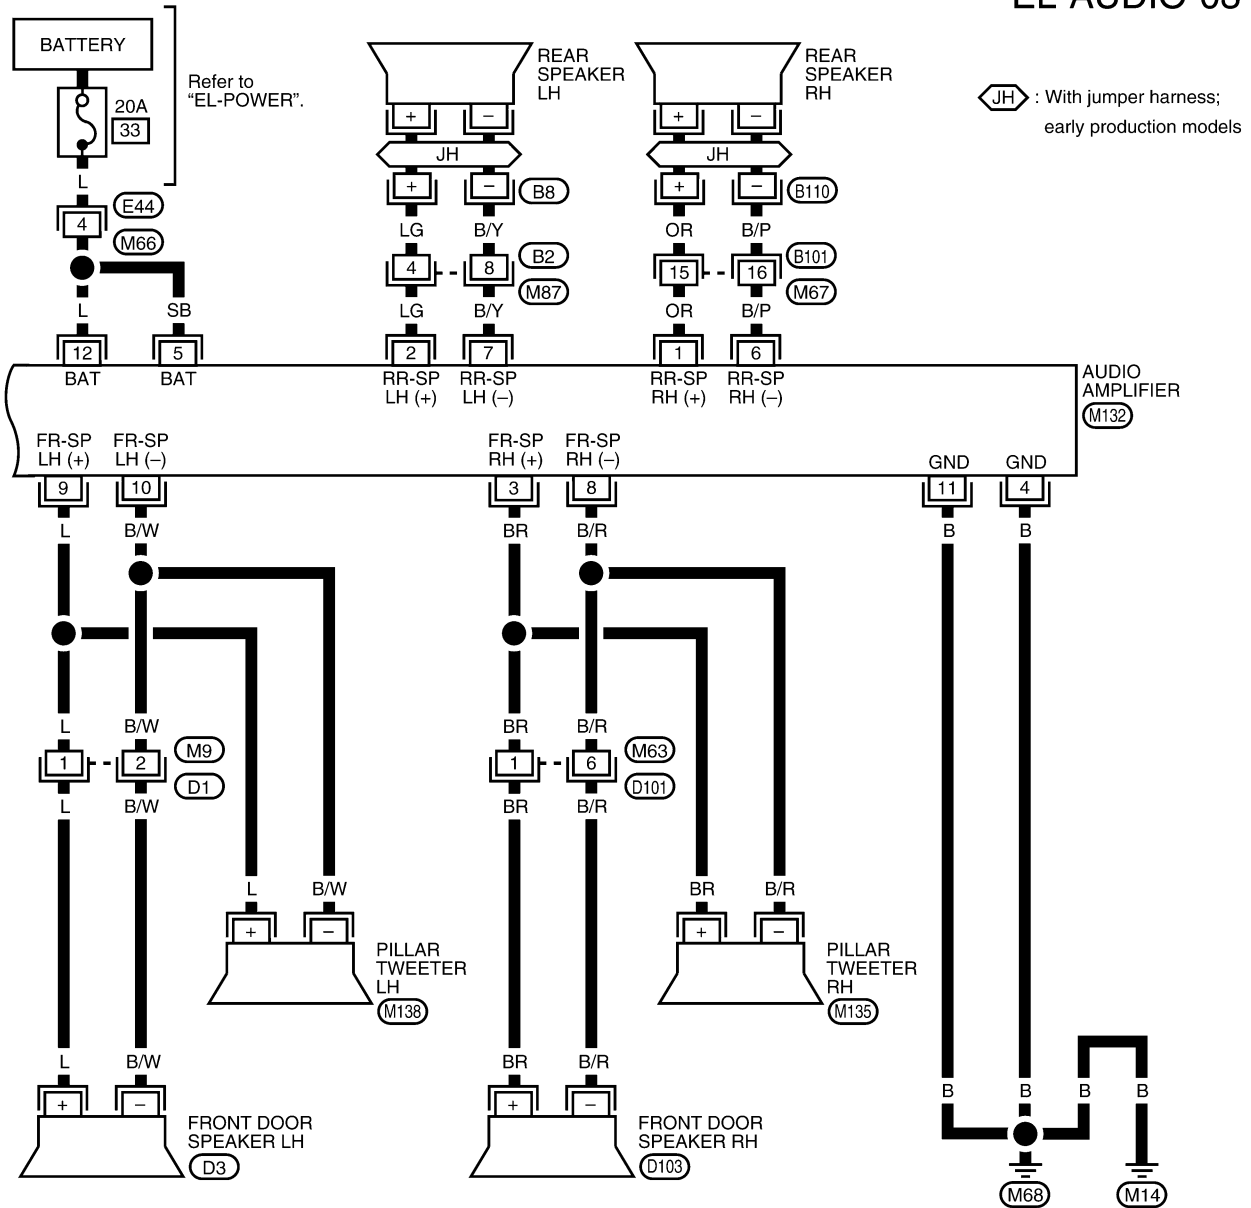 BATTERY
20A
33
Refer to
“EL-POWER”.
L
4
E44
M66
L
SB
12
5
BAT
BAT
REAR
SPEAKER
LH
+ –
JH
+ –
B8
LG B/Y
4 8
B2
M87
LG B/Y
2 7
RR-SP
LH (+)
RR-SP
LH (–)
REAR
SPEAKER
RH
+ –
JH
+ –
B110
OR B/P
15 16
B101
M67
OR B/P
1 6
RR-SP
RH (+)
RR-SP
RH (–)
JH : With jumper harness;
early production models
AUDIO
AMPLIFIER
M132
FR-SP
LH (+)
FR-SP
LH (–)
9 10
L B/W
L B/W
1 2
M9
D1
L B/W
L B/W
+ –
PILLAR
TWEETER
LH
M138
L B/W
+ –
FRONT DOOR
SPEAKER LH
D3
FR-SP
RH (+)
FR-SP
RH (–)
3 8
BR B/R
BR B/R
1 6
M63
D101
BR B/R
BR B/R
+ –
PILLAR
TWEETER
RH
M135
BR B/R
+ –
FRONT DOOR
SPEAKER RH
D103
GND GND
11 4
B B
B B B B
M68
M14